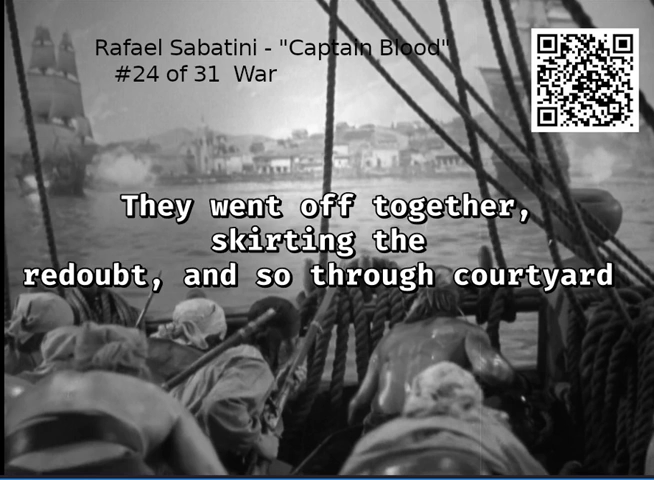 Rafael Sabatini - "Captain Blood"
#24 of 31 War
They went off together,
skirting the
redoubt, and so through courtyard